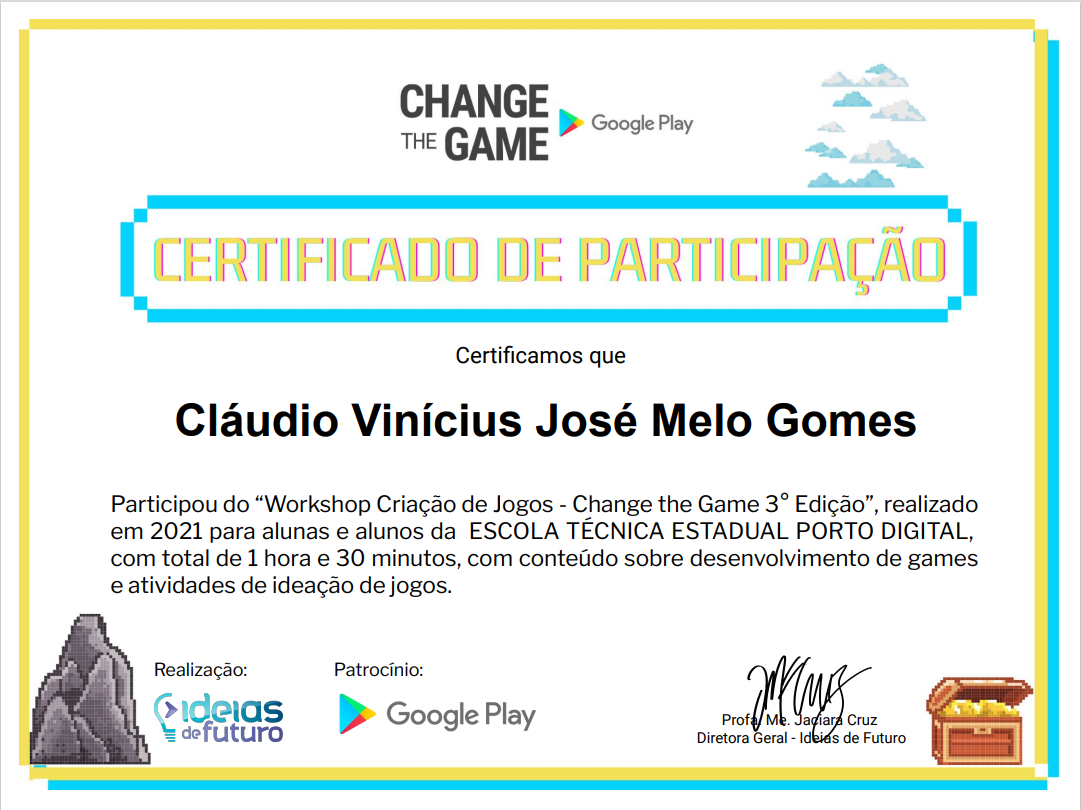 CHANGE
THE GAME
Google Play
CERTIFICADO DE PARTICIPAÇÃO
Certificamos que
Cláudio Vinícius José Melo Gomes
Participou do “Workshop Criação de Jogos - Change the Game 3° Edição”, realizado
em 2021 para alunas e alunos da ESCOLA TÉCNICA ESTADUAL PORTO DIGITAL,
com total de 1 hora e 30 minutos, com conteúdo sobre desenvolvimento de games
e atividades de ideação de jogos.
Realização:
Patrocínio:
ideias
de futuro
Google Play
Profa. Me. Jaciara Cruz
Diretora Geral - Ideias de Futuro